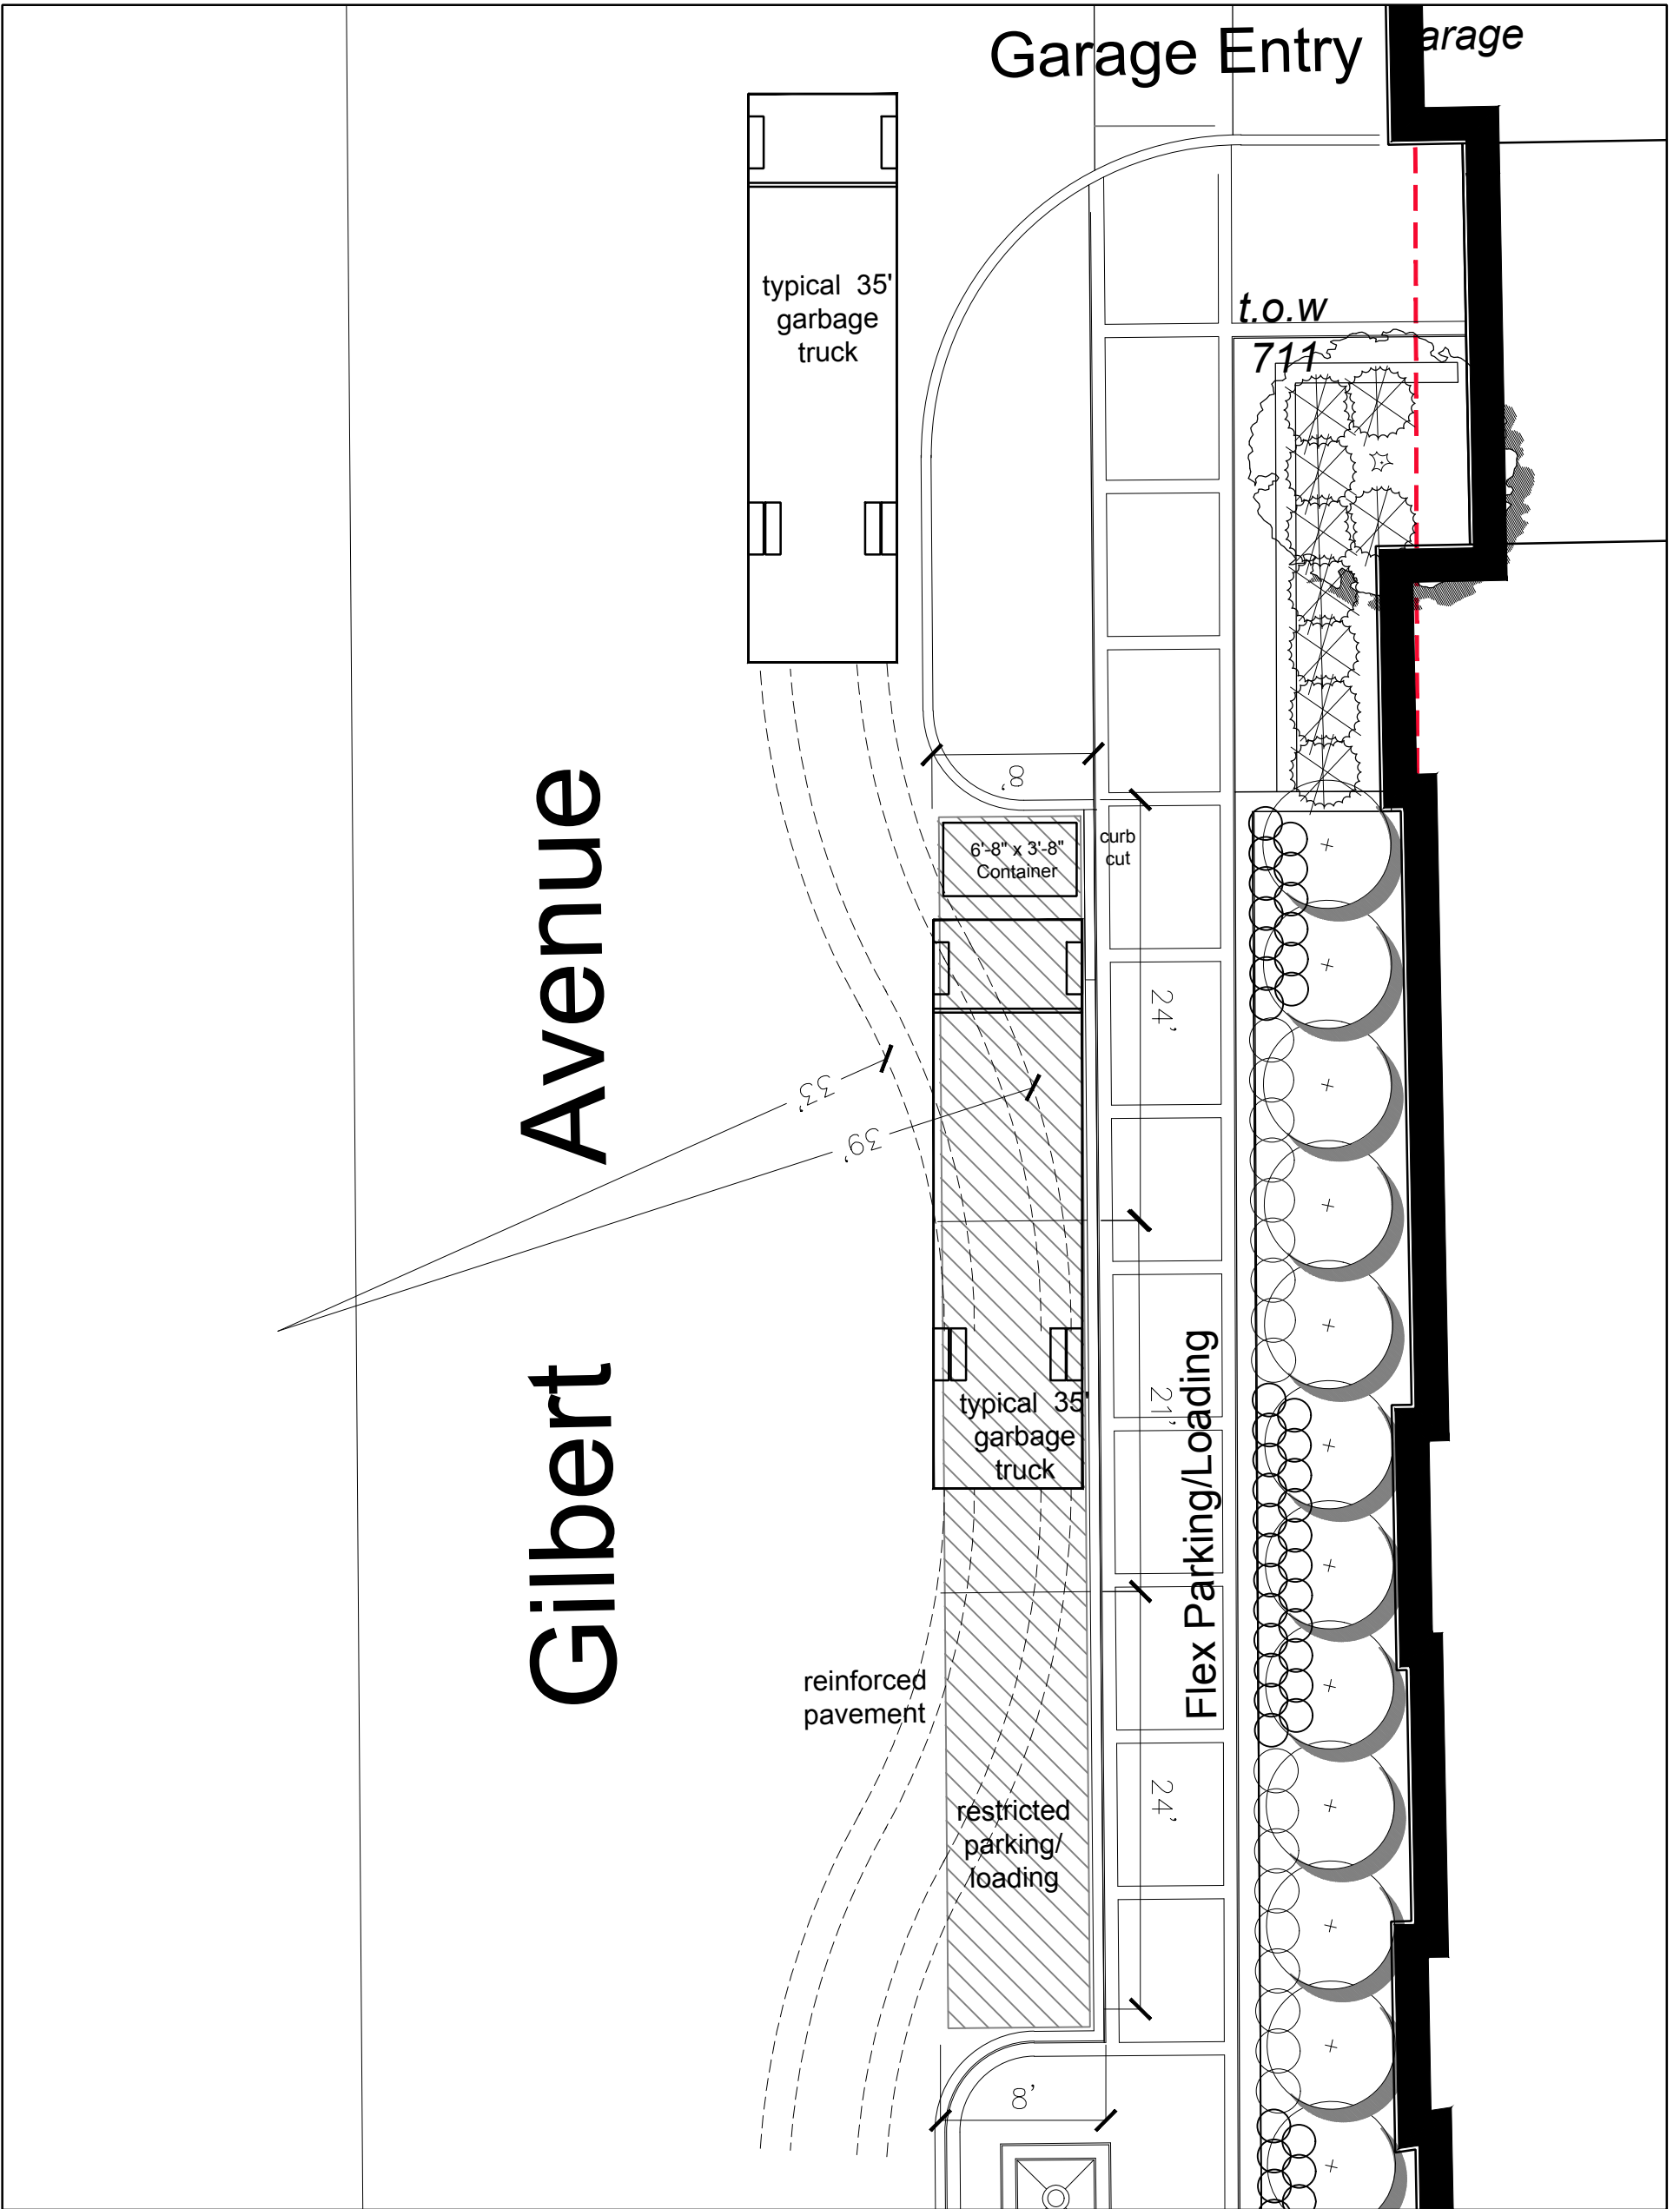 Garage Entry
arage
typical 35'
garbage
truck
t.o.w
711
8'
6'-8" x 3'-8"
Container
curb
cut
24'
33'
39'
Gilbert Avenue
typical 35'
garbage
truck
21'
Flex Parking/Loading
reinforced
pavement
restricted
parking/
loading
24'
8'